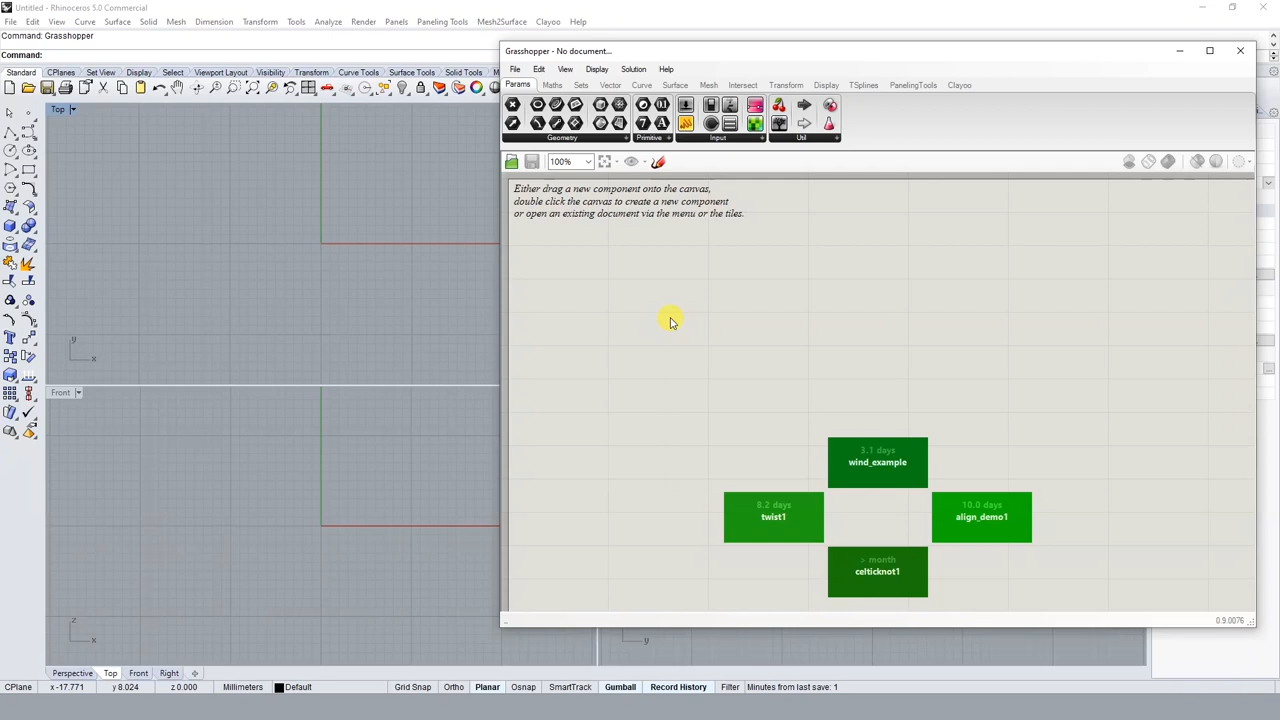 Untitled - Rhinoceros 5.0 Commercial
File Edit View Curve Surface Solid Mesh Dimension Transform Tools Analyze Render Panels Paneling Tools Mesh2Surface Clayoo Help
Command: Grasshopper
Command:
Standard CPlanes Set View Display Select Viewport Layout Visibility Transform Curve Tools Surface Tools Solid Tools
Top
Front
y
x
z
x
y
Grasshopper - No document...
File Edit View Display Solution Help
Params Maths Sets Vector Curve Surface Mesh Intersect Transform Display TSplines PanelingTools Clayoo
Geometry Primitive Input Util
100%
Either drag a new component onto the canvas,
double click the canvas to create a new component
or open an existing document via the menu or the tiles.
3.1 days
wind_example
8.2 days
twist1
10.0 days
align_demo1
> month
celticknot1
0.9.0076
Perspective Top Front Right
CPlane x -17.771 y 8.024 z 0.000 Millimeters Default Grid Snap Ortho Planar Osnap SmartTrack Gumball Record History Filter Minutes from last save: 1